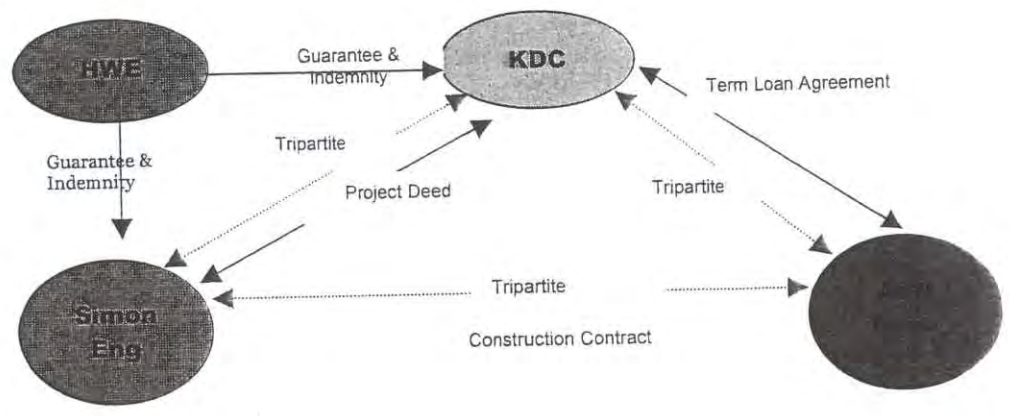 HWE
Guarantee &
Indemnity
KDC
Term Loan Agreement
Tripartite
Guarantee &
Indemnity
Project Deed
Tripartite
Simon
Eng
Tripartite
Construction Contract